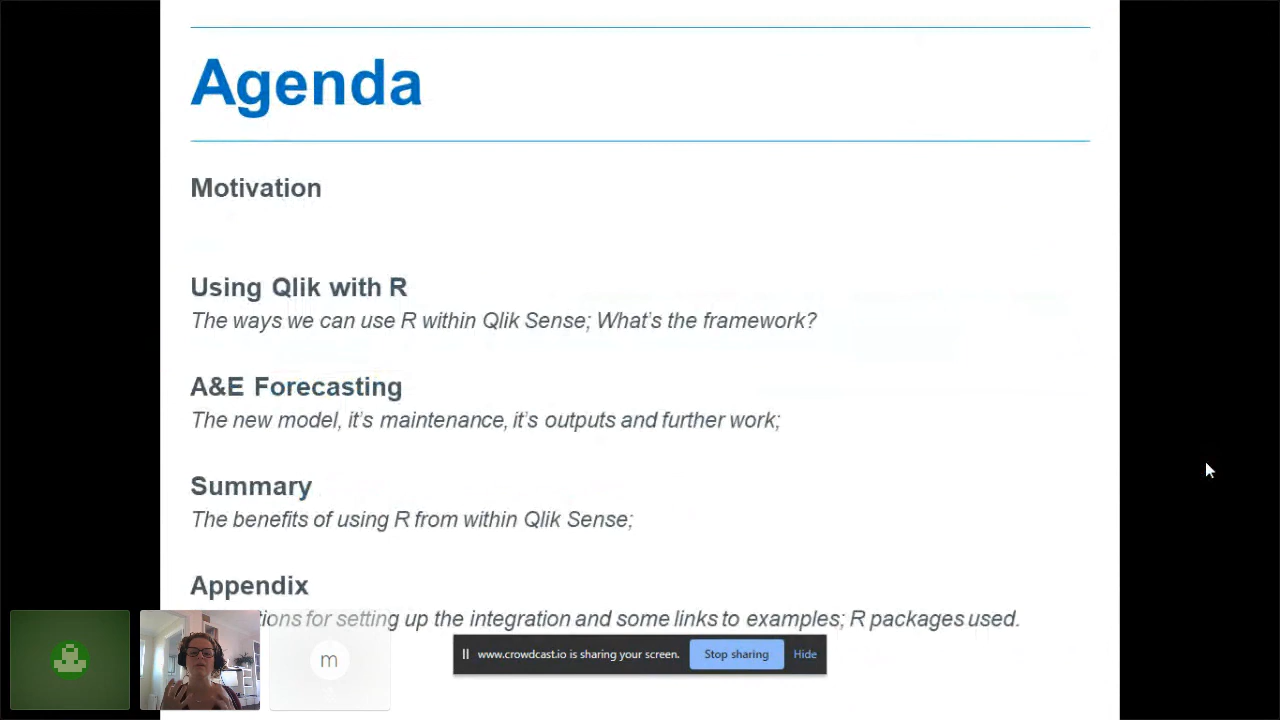 Agenda
Motivation
Using Qlik with R
The ways we can use R within Qlik Sense; What's the framework?
A&E Forecasting
The new model, it's maintenance, it's outputs and further work;
Summary
The benefits of using R from within Qlik Sense;
Appendix
for setting up the integration and some links to examples; R packages used.
m
www.crowdcast.io is sharing your screen.
Stop sharing
Hide